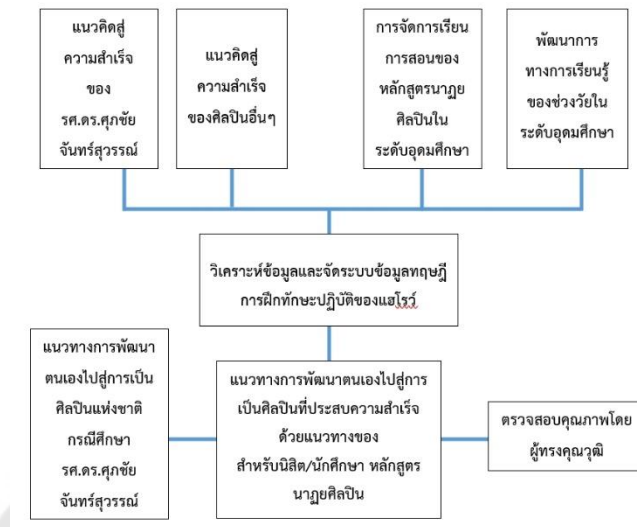 แนวคิดสู่
ความสำเร็จ
ของ
รศ.ดร.ศุภชัย
จันทร์สุวรรณ์
แนวคิดสู่
ความสำเร็จ
ของศิลปินอื่นๆ
การจัดการเรียน
การสอนของ
หลักสูตรนาฏย
ศิลปินใน
ระดับอุดมศึกษา
พัฒนาการ
ทางการเรียนรู้
ของช่วงวัยใน
ระดับอุดมศึกษา
วิเคราะห์ข้อมูลและจัดระบบข้อมูลทฤษฎี
การฝึกทักษะปฏิบัติของแฮโรว์
แนวทางการพัฒนา
ตนเองไปสู่การเป็น
ศิลปินแห่งชาติ
กรณีศึกษา
รศ.ดร.ศุภชัย
จันทร์สุวรรณ์
แนวทางการพัฒนาตนเองไปสู่การ
เป็นศิลปินที่ประสบความสำเร็จ
ด้วยแนวทางของ
สำหรับนิสิต/นักศึกษา หลักสูตร
นาฏยศิลปิน
ตรวจสอบคุณภาพโดย
ผู้ทรงคุณวุฒิ